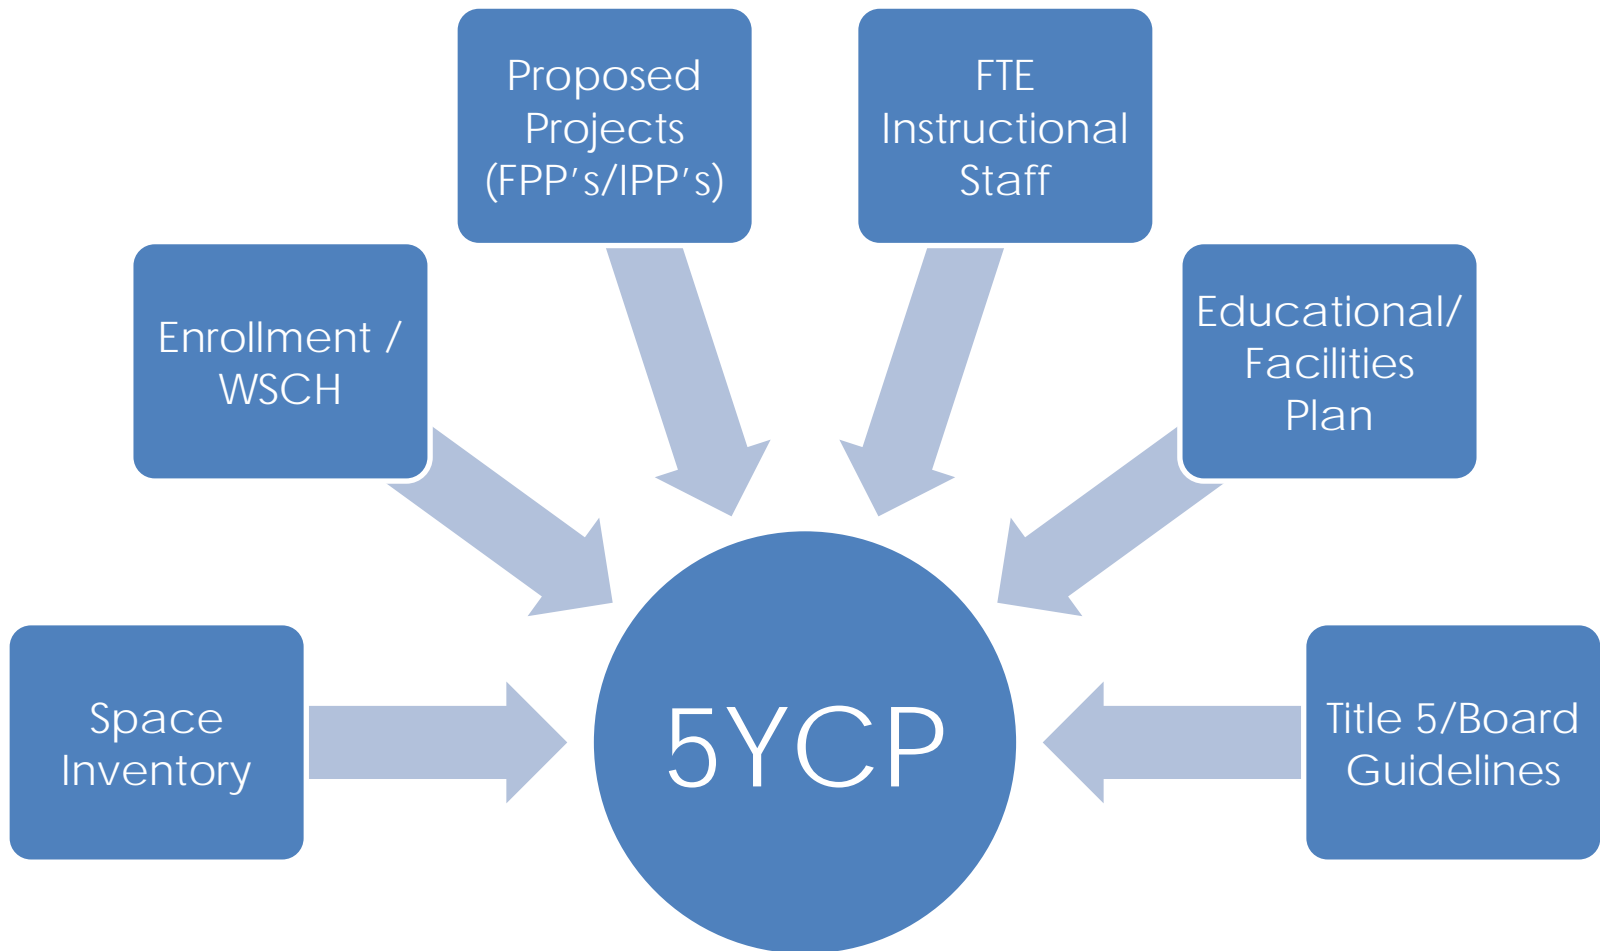 Proposed
Projects
(FPP’s/IPP’s)
FTE
Instructional
Staff
Enrollment /
WSCH
Educational/
Facilities
Plan
Space
Inventory
5YCP
Title 5/Board
Guidelines